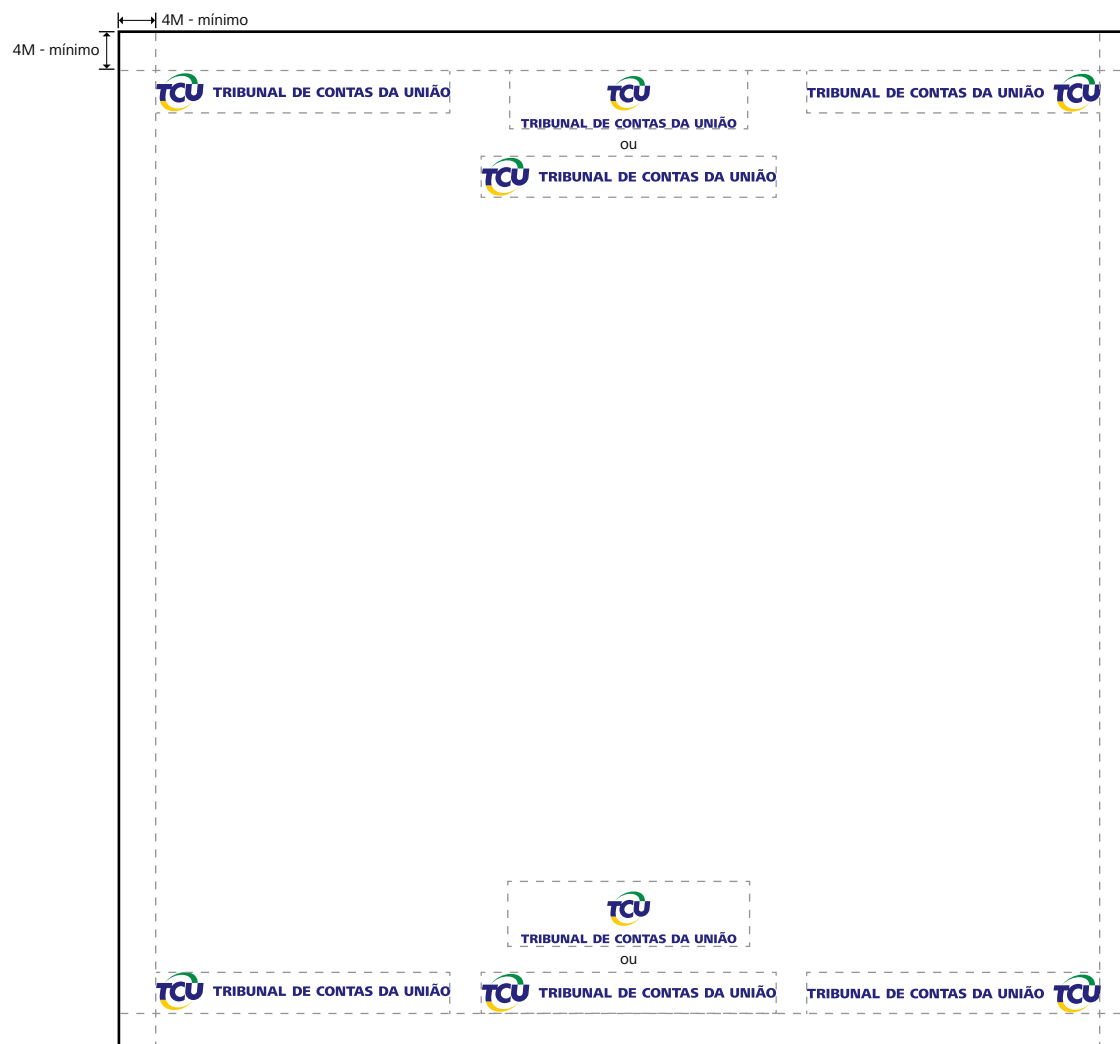 4M - mínimo
4M - mínimo
TCU TRIBUNAL DE CONTAS DA UNIÃO
TCU
TRIBUNAL DE CONTAS DA UNIÃO
TRIBUNAL DE CONTAS DA UNIÃO TCU
ou
TCU TRIBUNAL DE CONTAS DA UNIÃO
TCU
TRIBUNAL DE CONTAS DA UNIÃO
ou
TCU TRIBUNAL DE CONTAS DA UNIÃO
TCU TRIBUNAL DE CONTAS DA UNIÃO
TRIBUNAL DE CONTAS DA UNIÃO TCU